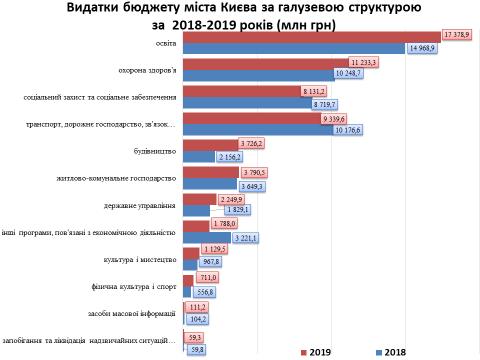 Видатки бюджету міста Києва за галузевою структурою
за 2018-2019 років (млн грн)
освіта
17 378,9
14 968,9
охорона здоров'я
11 233,3
10 248,7
соціальний захист та соціальне забезпечення
8 131,2
8 719,7
транспорт, дорожнє господарство, зв'язок…
9 339,6
10 176,6
будівництво
3 726,2
2 156,2
житлово-комунальне господарство
3 790,5
3 649,3
державне управління
2 249,9
1 829,1
інші програми, пов'язані з економічною діяльністю
1 788,0
3 221,1
культура і мистецтво
1 129,5
967,8
фізична культура і спорт
711,0
556,8
засоби масової інформації
111,2
104,2
запобігання та ліквідація надзвичайних ситуацій…
59,3
59,8
2019 2018